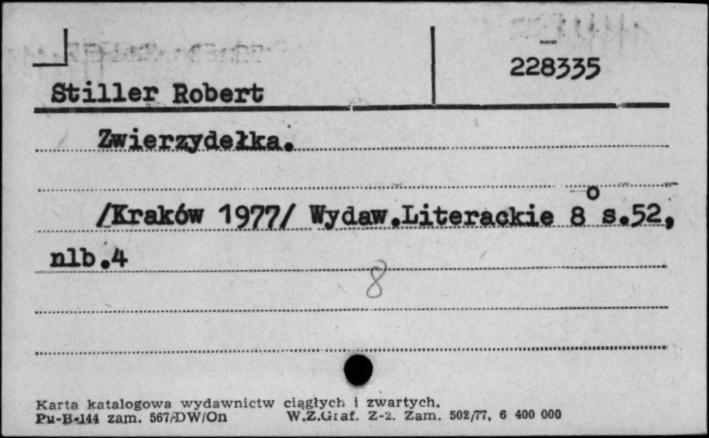 228335
Stiller Robert
Zwierzydełka.
/Kraków 1977/ Wydaw.Literackie 8° s.52,
nlb.4
8
Karta katalogowa wydawnictw ciągłych i zwartych.
Pu-B-144 zam. 567/DW/On W.Z.Graf. Z-2. Zam. 502/77, 6 400 000